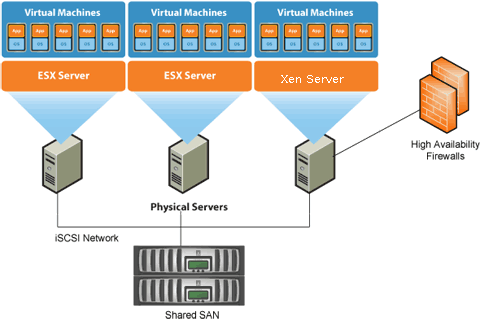 Virtual Machines Virtual Machines Virtual Machines
App App App App App App App App App App App App App App App
OS OS OS OS OS OS OS OS OS OS OS OS OS OS OS
ESX Server ESX Server Xen Server
High Availability
Firewalls
Physical Servers
iSCSI Network
Shared SAN